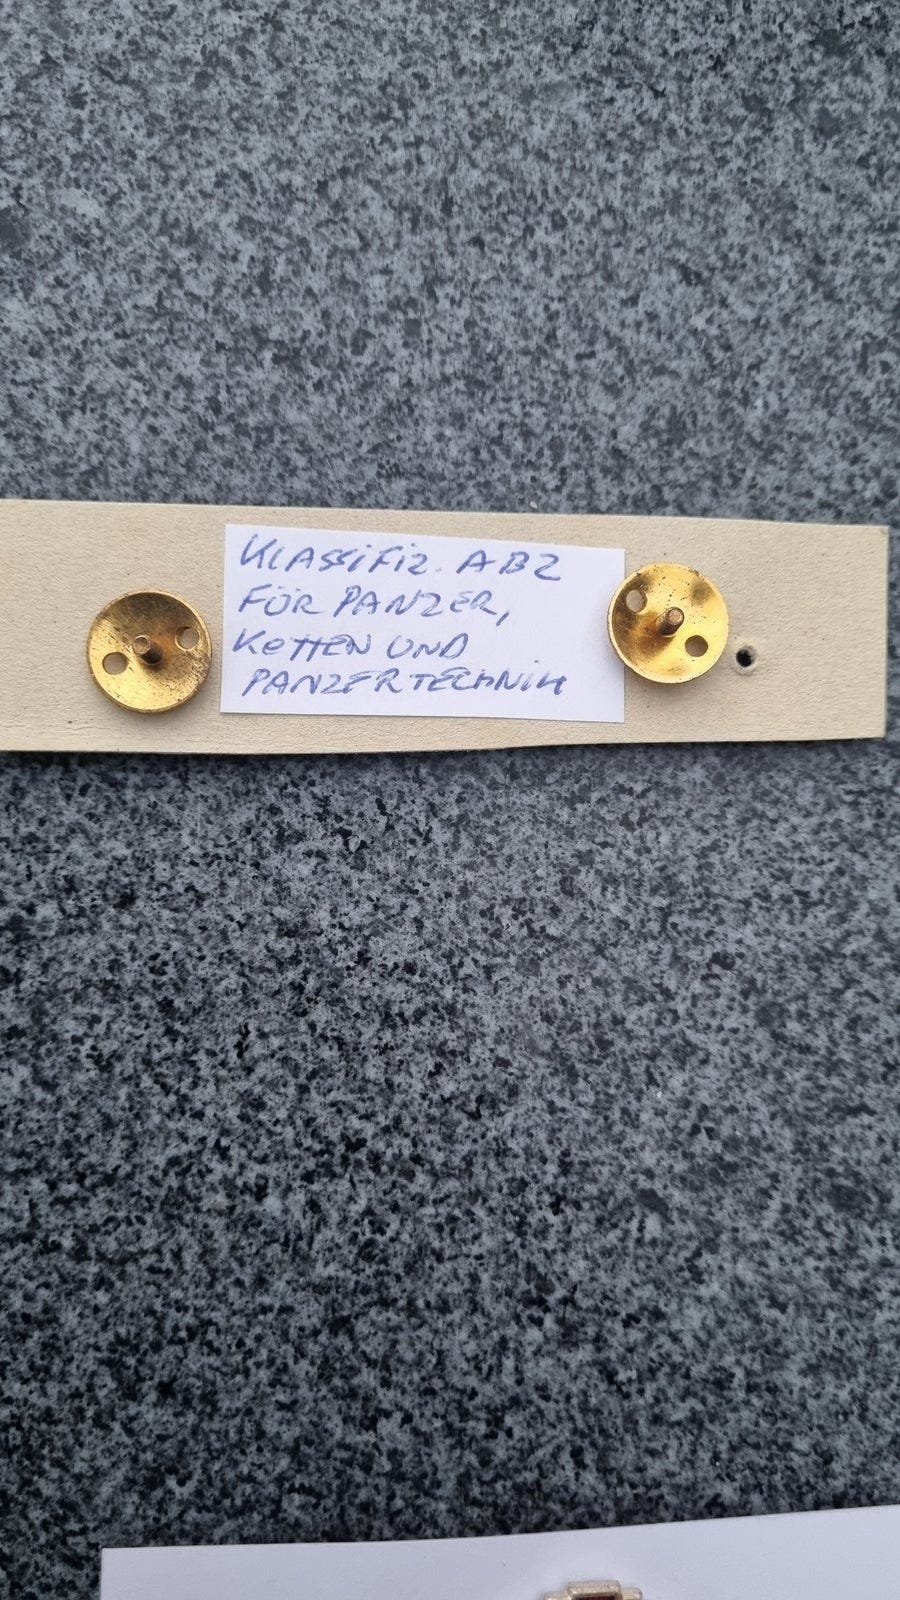 KLASSIFIZ. ABZ
FÜR PANZER,
KETTEN UND
PANZERTECHNIK